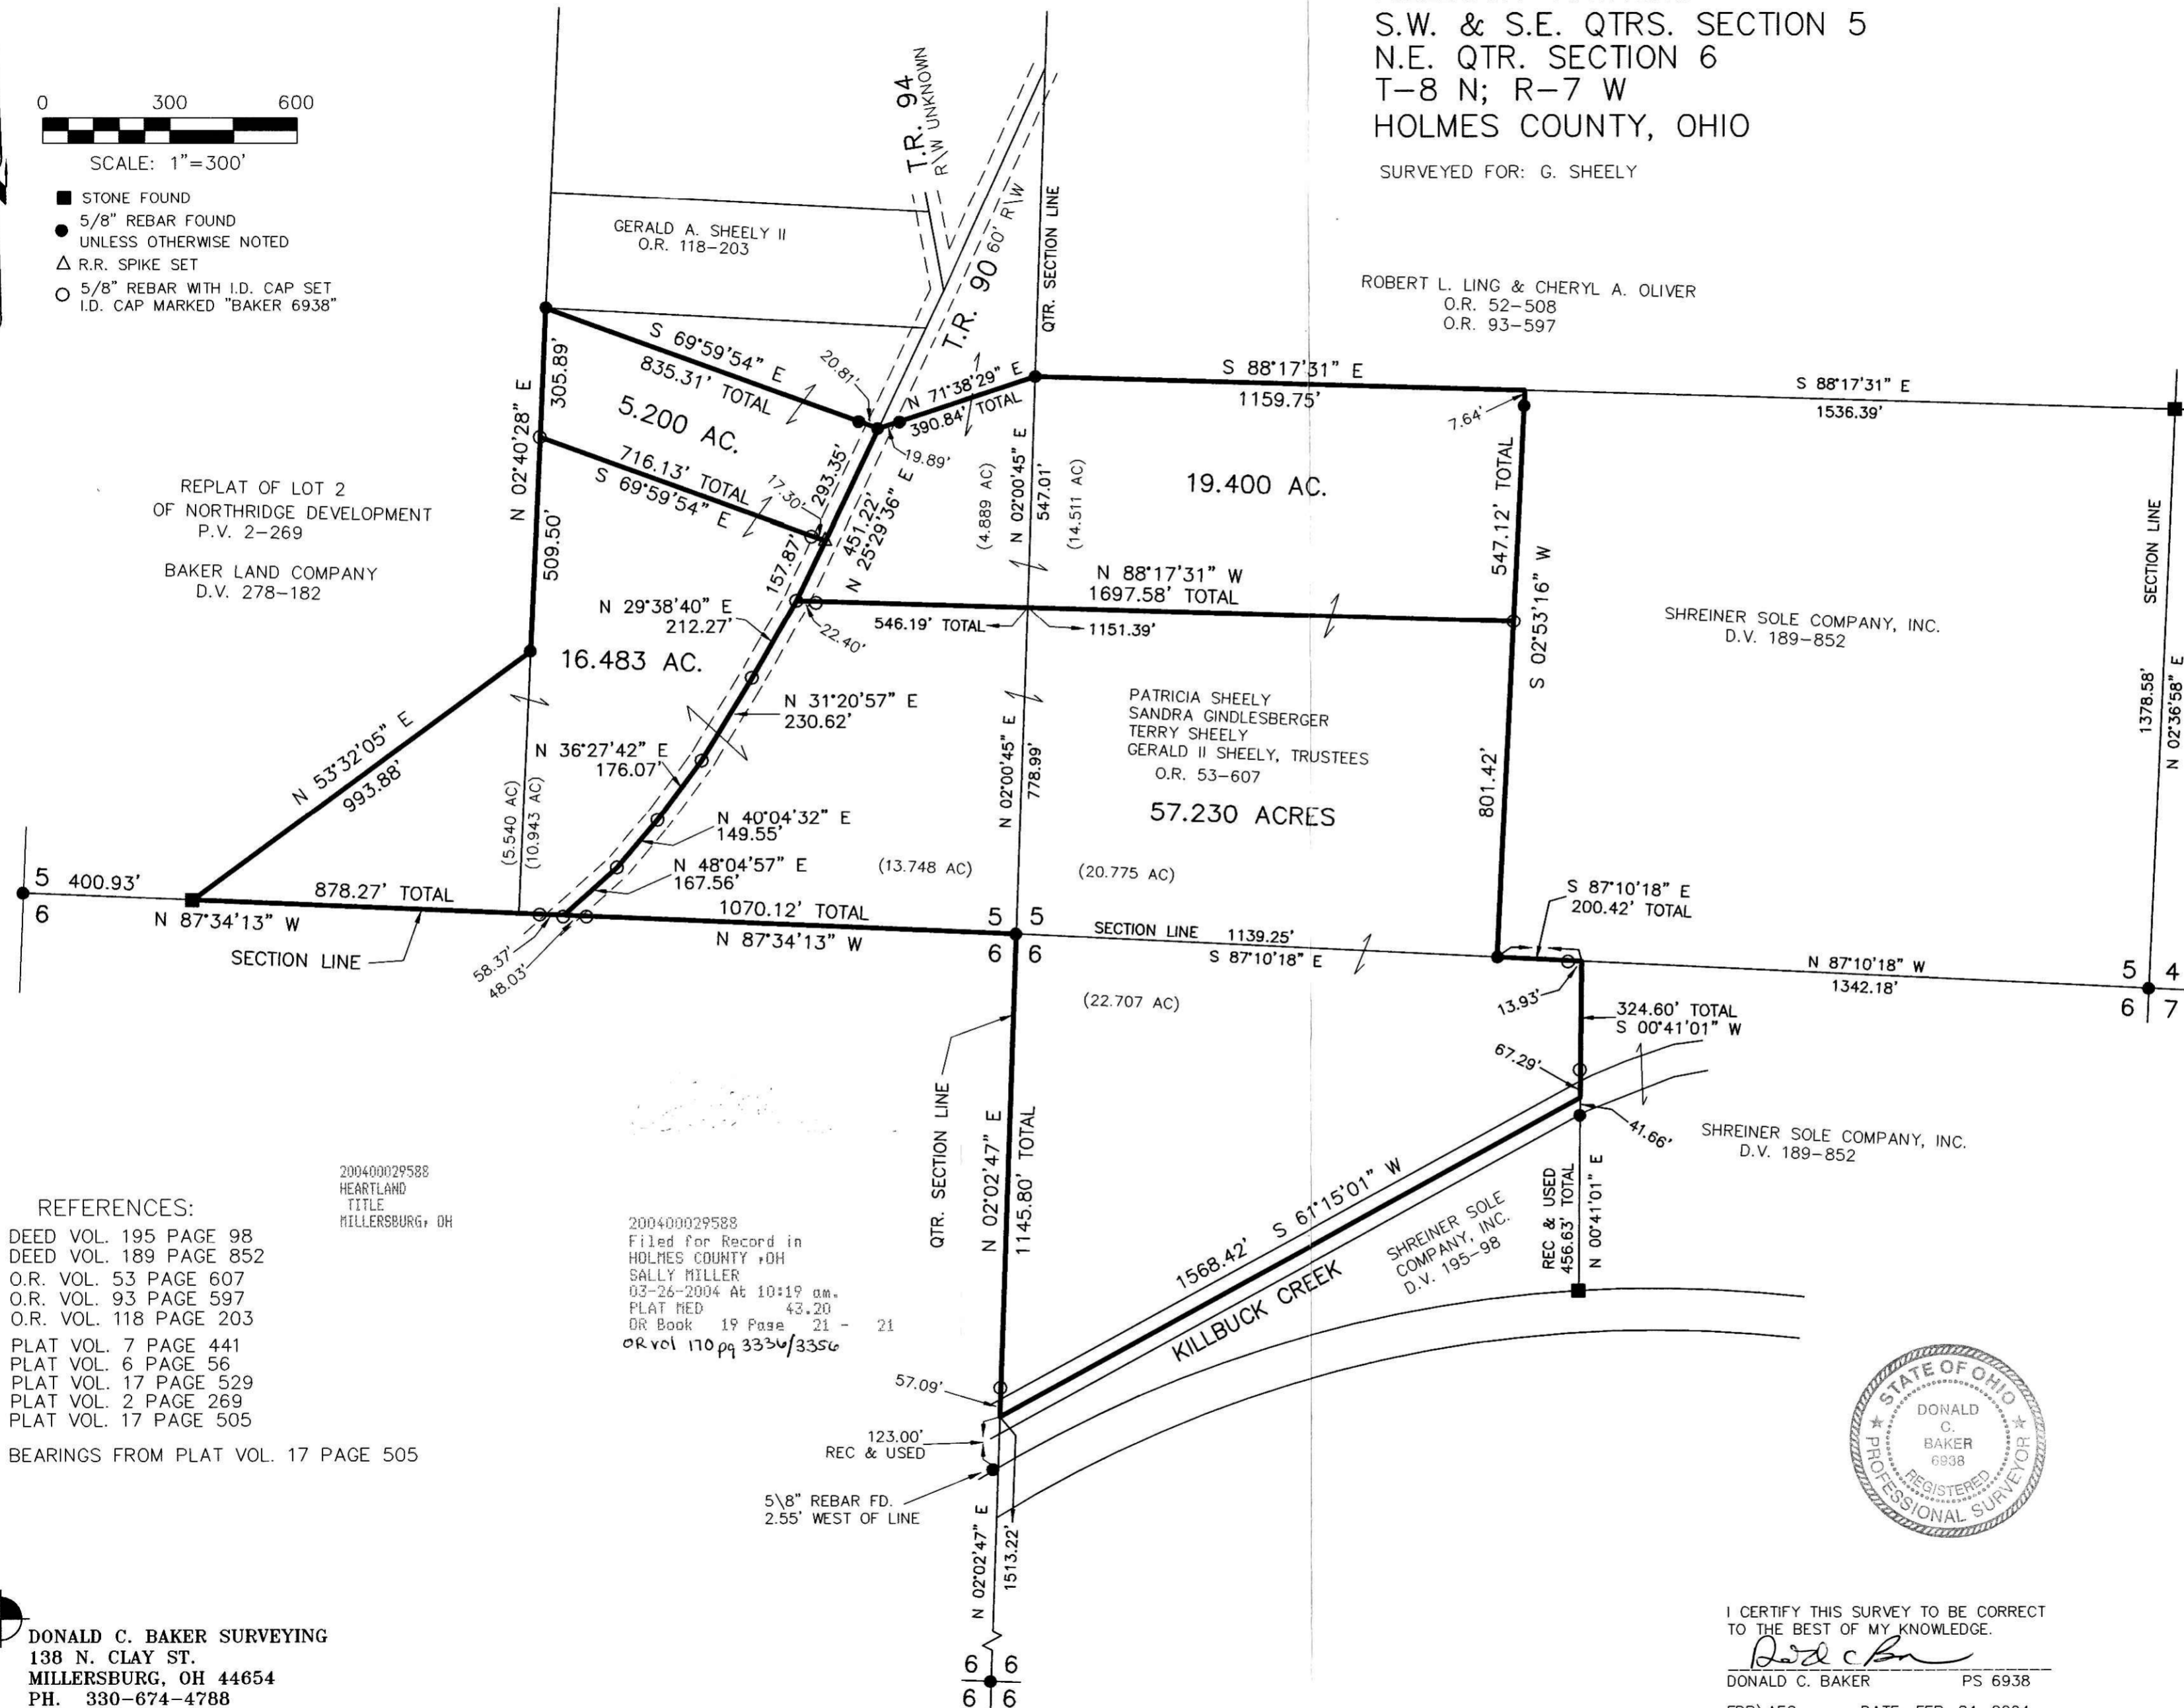 S.W. & S.E. QTRS. SECTION 5
N.E. QTR. SECTION 6
T-8 N; R-7 W
HOLMES COUNTY, OHIO
SURVEYED FOR: G. SHEELY
0 300 600
SCALE: 1"=300'
STONE FOUND
5/8" REBAR FOUND
UNLESS OTHERWISE NOTED
R.R. SPIKE SET
5/8" REBAR WITH I.D. CAP SET
I.D. CAP MARKED "BAKER 6938"
T.R. 94
R\W UNKNOWN
T.R. 90 60' R\W
QTR. SECTION LINE
GERALD A. SHEELY II
O.R. 118-203
ROBERT L. LING & CHERYL A. OLIVER
O.R. 52-508
O.R. 93-597
S 69°59'54" E
835.31' TOTAL
20.81'
5.200 AC.
N 02°40'28" E
305.89'
509.50'
716.13' TOTAL
S 69°59'54" E
17.30'
293.35'
157.87'
451.22'
N 25°29'36" E
N 71°38'29" E
390.84' TOTAL
19.89'
S 88°17'31" E
1159.75'
7.64'
S 88°17'31" E
1536.39'
(4.889 AC)
N 02°00'45" E
547.01'
(14.511 AC)
19.400 AC.
547.12' TOTAL
S 02°53'16" W
801.42'
N 88°17'31" W
1697.58' TOTAL
546.19' TOTAL
1151.39'
22.40'
REPLAT OF LOT 2
OF NORTHRIDGE DEVELOPMENT
P.V. 2-269
BAKER LAND COMPANY
D.V. 278-182
N 29°38'40" E
212.27'
16.483 AC.
N 31°20'57" E
230.62'
N 36°27'42" E
176.07'
N 40°04'32" E
149.55'
N 48°04'57" E
167.56'
N 53°32'05" E
993.88'
(5.540 AC)
(10.943 AC)
N 02°00'45" E
778.99'
PATRICIA SHEELY
SANDRA GINDLESBERGER
TERRY SHEELY
GERALD II SHEELY, TRUSTEES
O.R. 53-607
57.230 ACRES
(13.748 AC)
(20.775 AC)
SHREINER SOLE COMPANY, INC.
D.V. 189-852
SECTION LINE
1378.58'
N 02°36'58" E
5 400.93'
6
878.27' TOTAL
N 87°34'13" W
SECTION LINE
58.37'
48.03'
1070.12' TOTAL
N 87°34'13" W
5 5
6 6
SECTION LINE 1139.25'
S 87°10'18" E
S 87°10'18" E
200.42' TOTAL
13.93'
N 87°10'18" W
1342.18'
5 4
6 7
(22.707 AC)
324.60' TOTAL
S 00°41'01" W
67.29'
41.66'
SHREINER SOLE COMPANY, INC.
D.V. 189-852
QTR. SECTION LINE
N 02°02'47" E
1145.80' TOTAL
1568.42' S 61°15'01" W
KILLBUCK CREEK
SHREINER SOLE
COMPANY, INC.
D.V. 195-98
REC & USED
456.63' TOTAL
N 00°41'01" E
57.09'
123.00'
REC & USED
5\8" REBAR FD.
2.55' WEST OF LINE
N 02°02'47" E
1513.22'
6 6
6 6
REFERENCES:
DEED VOL. 195 PAGE 98
DEED VOL. 189 PAGE 852
O.R. VOL. 53 PAGE 607
O.R. VOL. 93 PAGE 597
O.R. VOL. 118 PAGE 203
PLAT VOL. 7 PAGE 441
PLAT VOL. 6 PAGE 56
PLAT VOL. 17 PAGE 529
PLAT VOL. 2 PAGE 269
PLAT VOL. 17 PAGE 505
BEARINGS FROM PLAT VOL. 17 PAGE 505
200400029588
HEARTLAND
TITLE
MILLERSBURG, OH
200400029588
Filed for Record in
HOLMES COUNTY ,OH
SALLY MILLER
03-26-2004 At 10:19 am.
PLAT MED 43.20
OR Book 19 Page 21 - 21
OR vol 170 pg 3336/3356
STATE OF OHIO
DONALD
C.
BAKER
6938
REGISTERED
PROFESSIONAL SURVEYOR
DONALD C. BAKER SURVEYING
138 N. CLAY ST.
MILLERSBURG, OH 44654
PH. 330-674-4788
I CERTIFY THIS SURVEY TO BE CORRECT
TO THE BEST OF MY KNOWLEDGE.
DONALD C. BAKER PS 6938